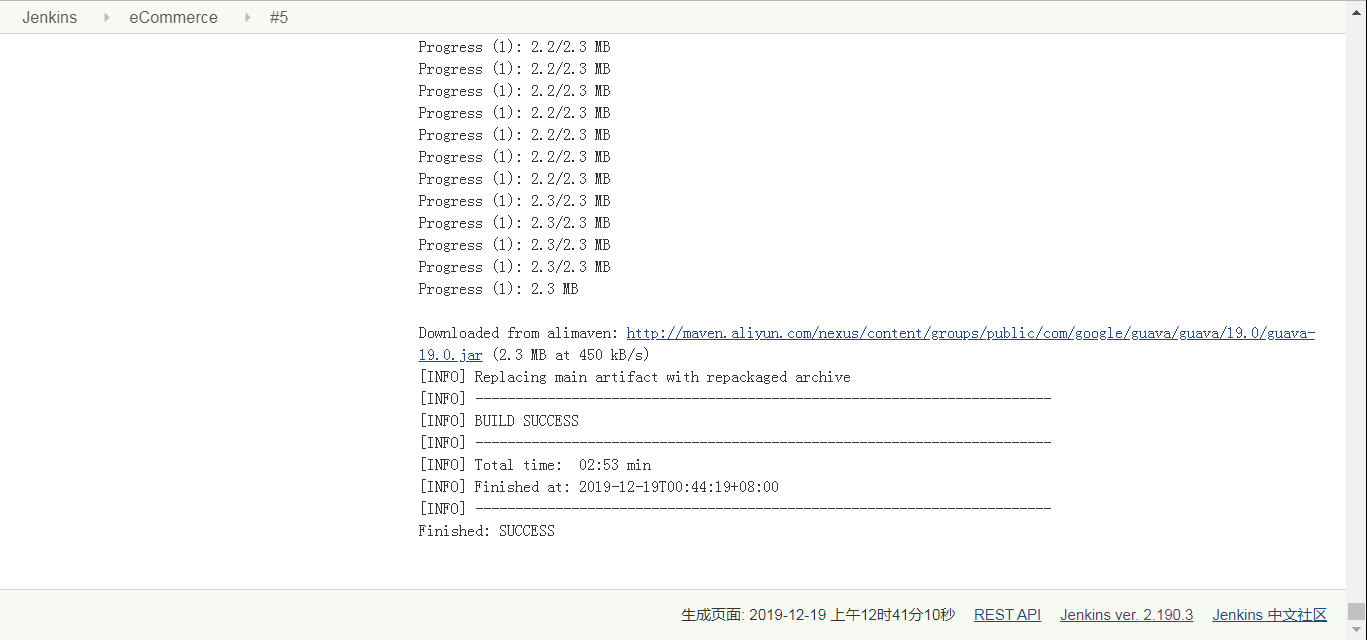 Jenkins eCommerce #5
Progress (1): 2.2/2.3 MB
Progress (1): 2.2/2.3 MB
Progress (1): 2.2/2.3 MB
Progress (1): 2.2/2.3 MB
Progress (1): 2.2/2.3 MB
Progress (1): 2.2/2.3 MB
Progress (1): 2.2/2.3 MB
Progress (1): 2.3/2.3 MB
Progress (1): 2.3/2.3 MB
Progress (1): 2.3/2.3 MB
Progress (1): 2.3/2.3 MB
Progress (1): 2.3 MB
Downloaded from alimaven: http://maven.aliyun.com/nexus/content/groups/public/com/google/guava/guava/19.0/guava-
19.0.jar (2.3 MB at 450 kB/s)
[INFO] Replacing main artifact with repackaged archive
[INFO] ------------------------------------------------------------------------
[INFO] BUILD SUCCESS
[INFO] ------------------------------------------------------------------------
[INFO] Total time:  02:53 min
[INFO] Finished at: 2019-12-19T00:44:19+08:00
[INFO] ------------------------------------------------------------------------
Finished: SUCCESS
生成页面: 2019-12-19 上午12时41分10秒 REST API Jenkins ver. 2.190.3 Jenkins 中文社区